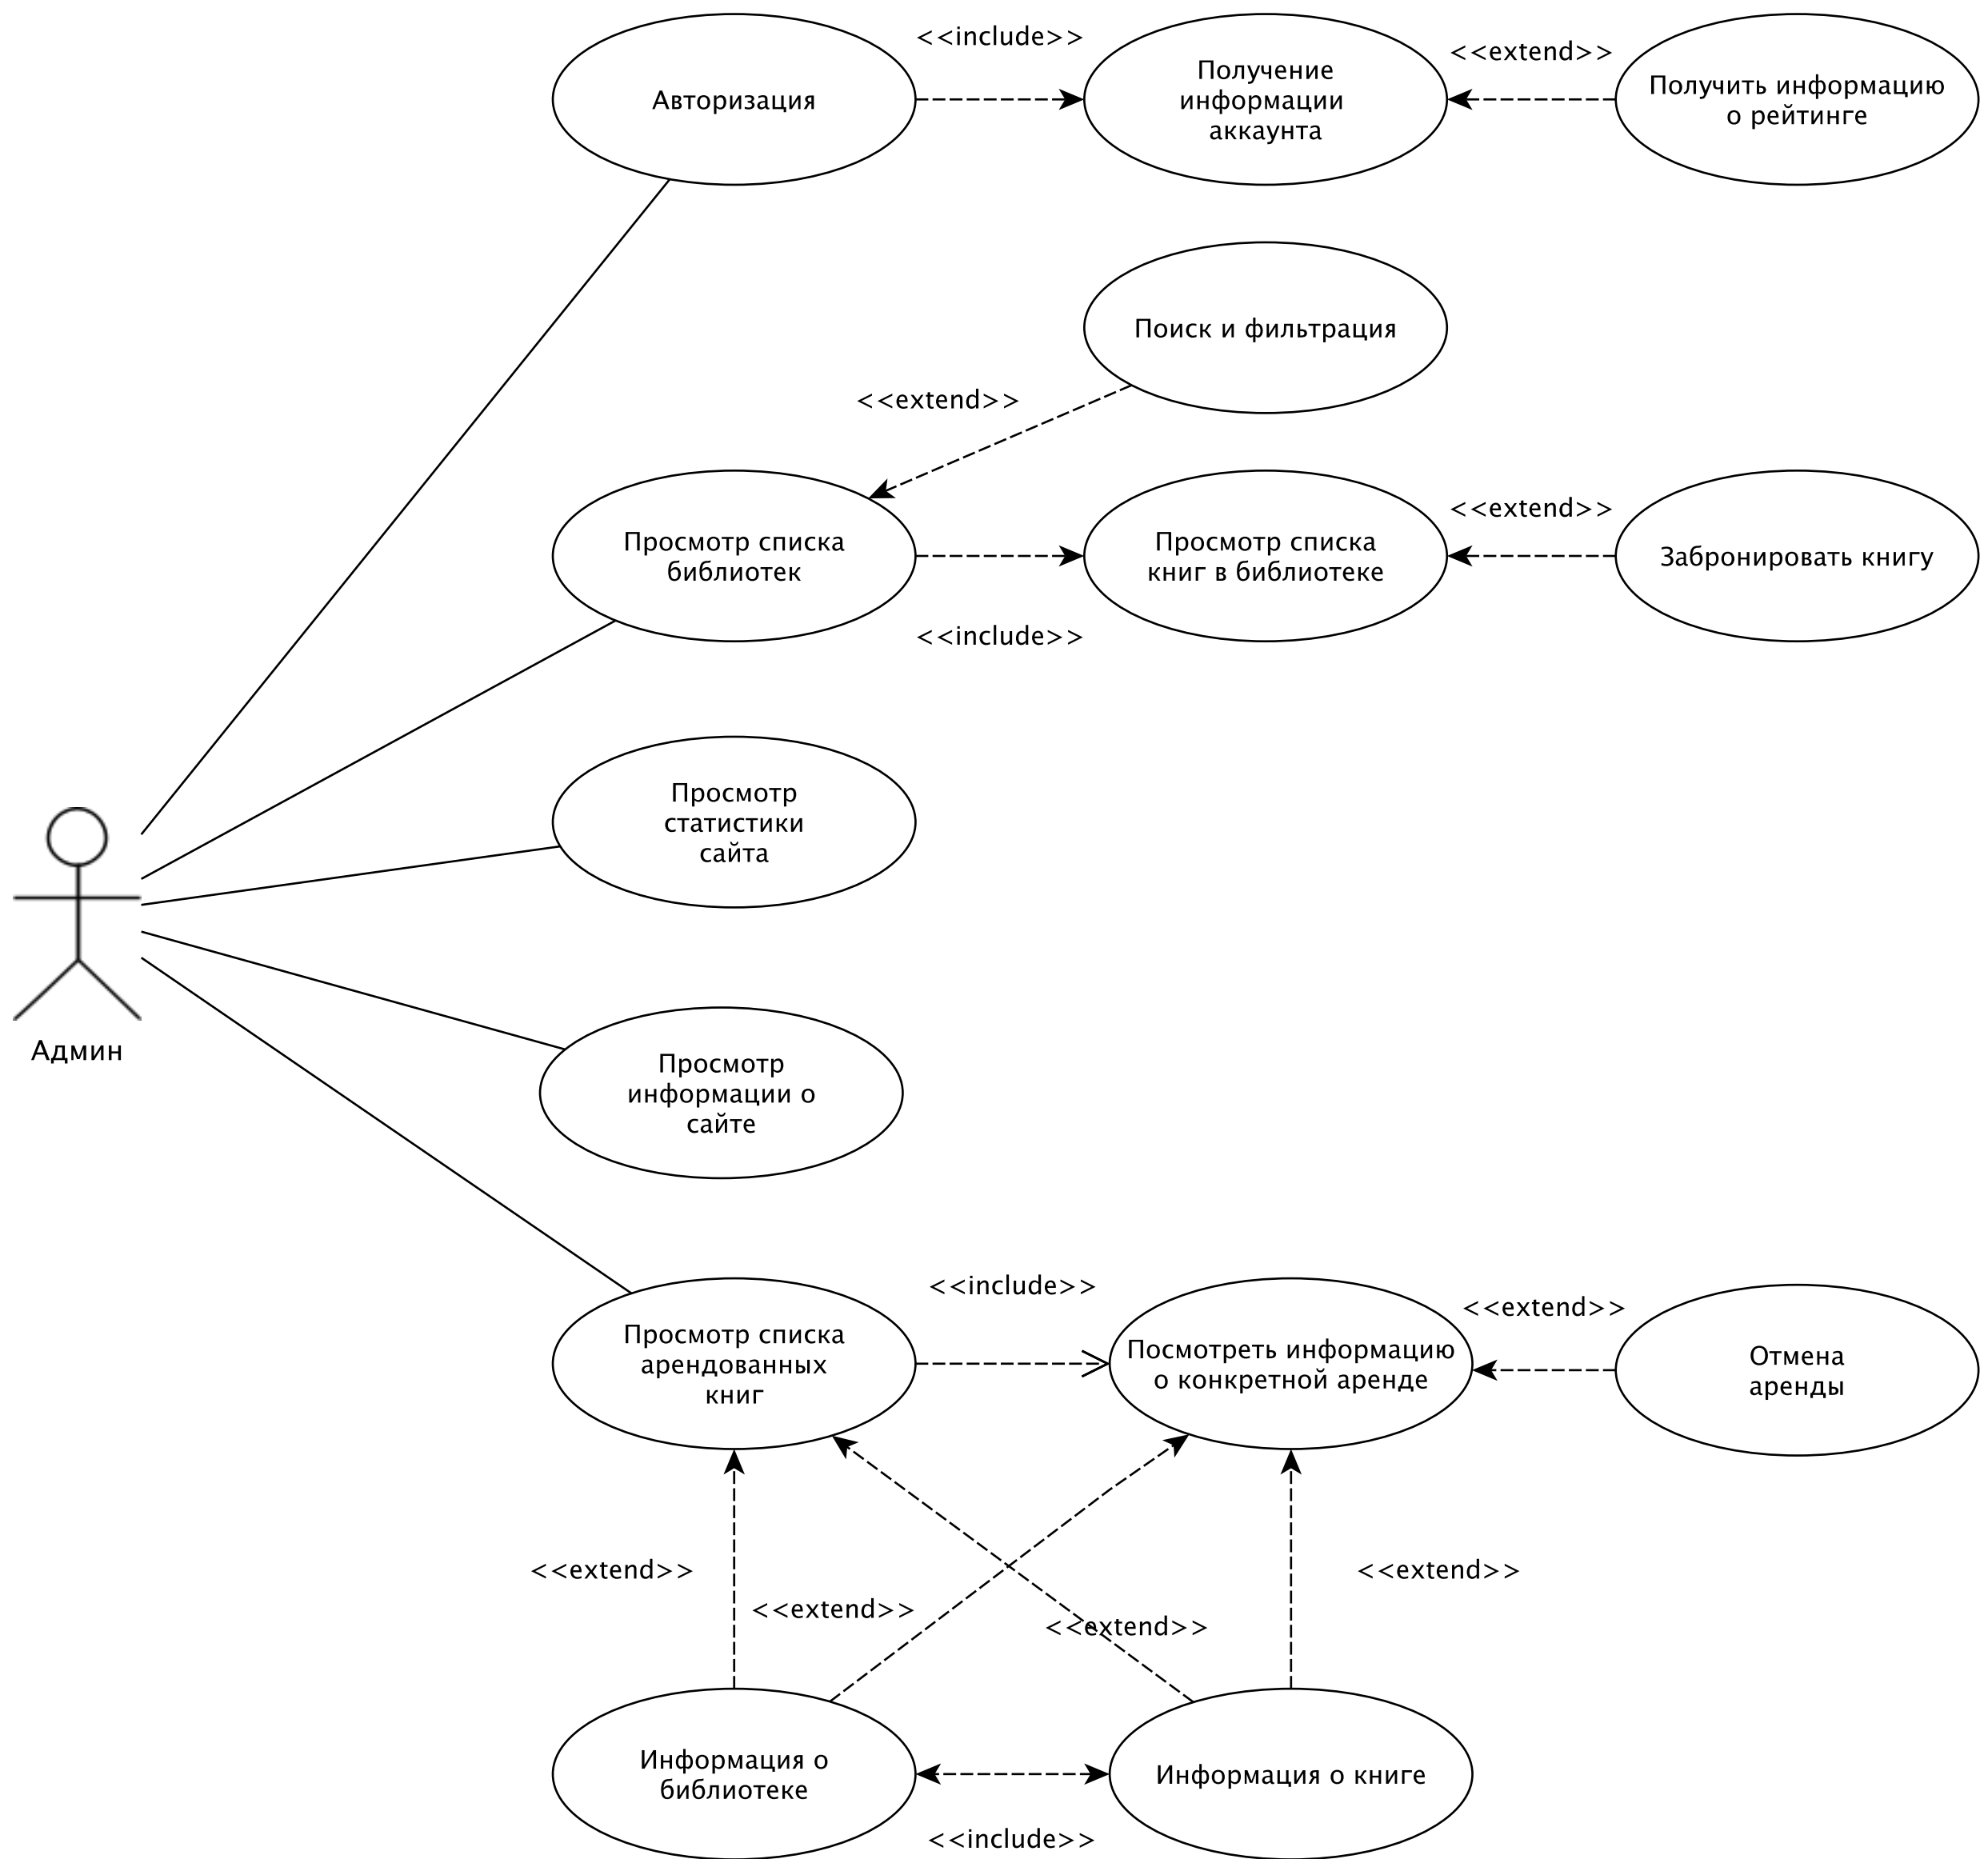 <<include>>
<<extend>>
Авторизация
Получение
информации
аккаунта
Получить информацию
о рейтинге
Поиск и фильтрация
<<extend>>
<<extend>>
Просмотр списка
библиотек
Просмотр списка
книг в библиотеке
Забронировать книгу
<<include>>
Просмотр
статистики
сайта
Админ
Просмотр
информации о
сайте
<<include>>
<<extend>>
Просмотр списка
арендованных
книг
Посмотреть информацию
о конкретной аренде
Отмена
аренды
<<extend>>
<<extend>>
<<extend>>
<<extend>>
Информация о
библиотеке
Информация о книге
<<include>>